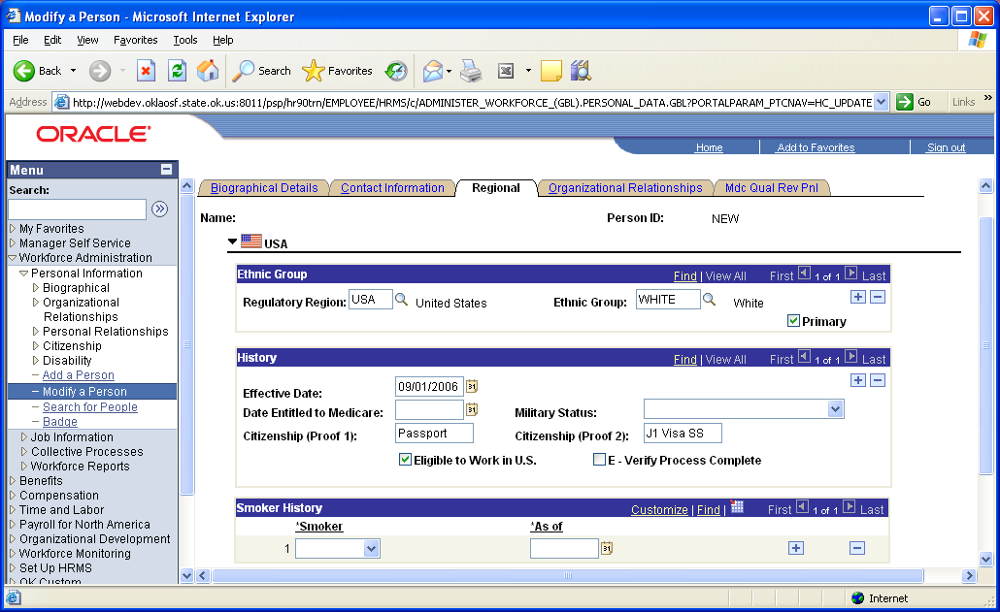 Modify a Person - Microsoft Internet Explorer
File Edit View Favorites Tools Help
Back Search Favorites
Address http://webdev.oklaosf.state.ok.us:8011/psp/hr90trn/EMPLOYEE/HRMS/c/ADMINISTER_WORKFORCE_(GBL).PERSONAL_DATA.GBL?PORTALPARAM_PTCNAV=HC_UPDATE Go Links »
ORACLE
Home Add to Favorites Sign out
Menu
Search:
My Favorites
Manager Self Service
Workforce Administration
Personal Information
Biographical
Organizational
Relationships
Personal Relationships
Citizenship
Disability
Add a Person
Modify a Person
Search for People
Badge
Job Information
Collective Processes
Workforce Reports
Benefits
Compensation
Time and Labor
Payroll for North America
Organizational Development
Workforce Monitoring
Set Up HRMS
OK Custom
Biographical Details Contact Information Regional Organizational Relationships Mdc Qual Rev Pnl
Name: Person ID: NEW
USA
Ethnic Group Find | View All First 1 of 1 Last
Regulatory Region: USA United States Ethnic Group: WHITE White
Primary
History Find | View All First 1 of 1 Last
Effective Date: 09/01/2006
Date Entitled to Medicare: Military Status:
Citizenship (Proof 1): Passport Citizenship (Proof 2): J1 Visa SS
Eligible to Work in U.S. E - Verify Process Complete
Smoker History Customize | Find | First 1 of 1 Last
*Smoker *As of
1
Internet